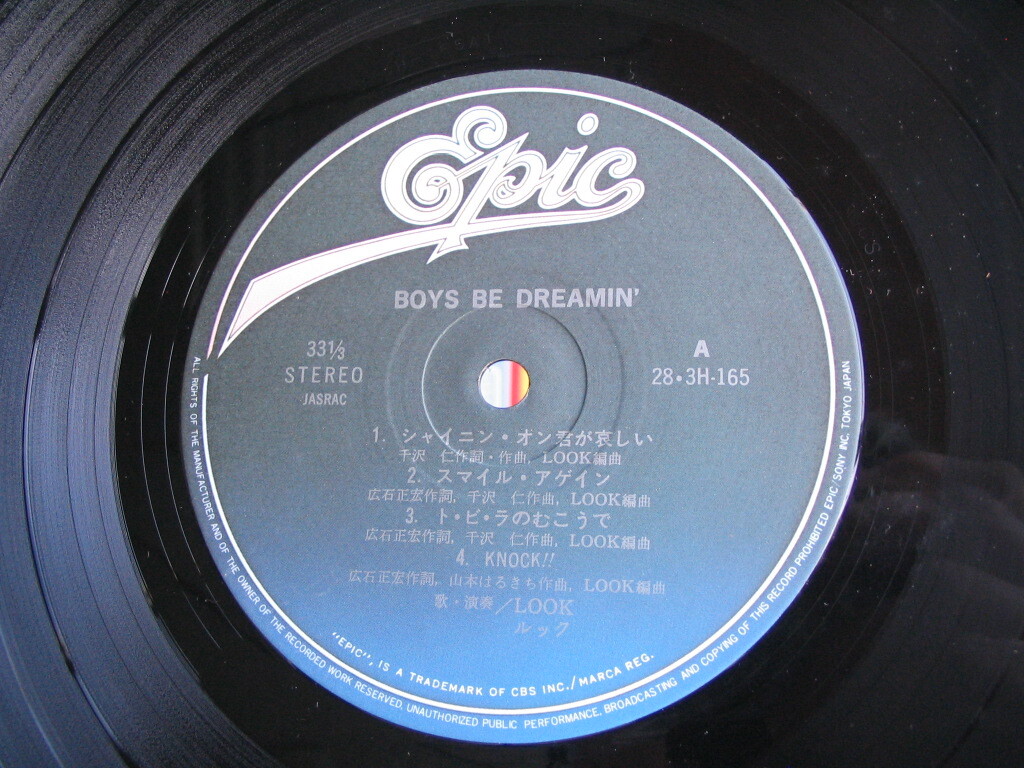 Epic
BOYS BE DREAMIN'
33⅓
STEREO
JASRAC
A
28・3H-165
1. シャイニン・オン君が哀しい
千沢 仁作詞・作曲, LOOK編曲
2. スマイル・アゲイン
広石正宏作詞, 千沢 仁作曲, LOOK編曲
3. ト・ビ・ラのむこうで
広石正宏作詞, 千沢 仁作曲, LOOK編曲
4. KNOCK!!
広石正宏作詞, 山本はるきち作曲, LOOK編曲
歌・演奏/LOOK
ルック
"EPIC", IS A TRADEMARK OF CBS INC./MARCA REG.
ALL RIGHTS OF THE MANUFACTURER AND OF THE OWNER OF THE RECORDED WORK RESERVED, UNAUTHORIZED PUBLIC PERFORMANCE, BROADCASTING AND COPYING OF THIS RECORD PROHIBITED EPIC/SONY INC. TOKYO JAPAN